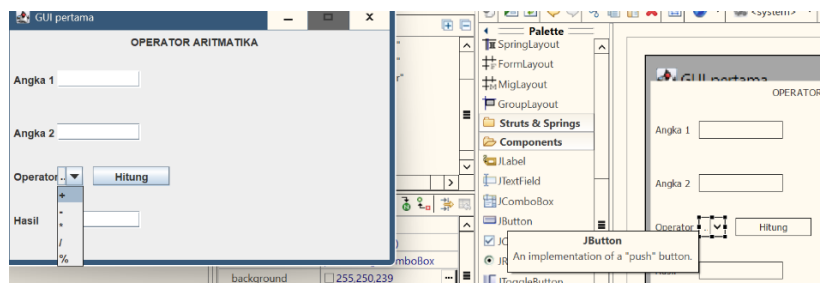 GUI pertama
OPERATOR ARITMATIKA
Angka 1
Angka 2
Operator ..
Hitung
+
-
*
/
%
Hasil
background
255,250,239
...
Palette
SpringLayout
FormLayout
MigLayout
GroupLayout
Struts & Springs
Components
JLabel
JTextField
JComboBox
JButton
JButton
An implementation of a "push" button.
JToggleButton
<system>
GUI pertama
OPERATOR
Angka 1
Angka 2
Operator
Hitung
Hasil